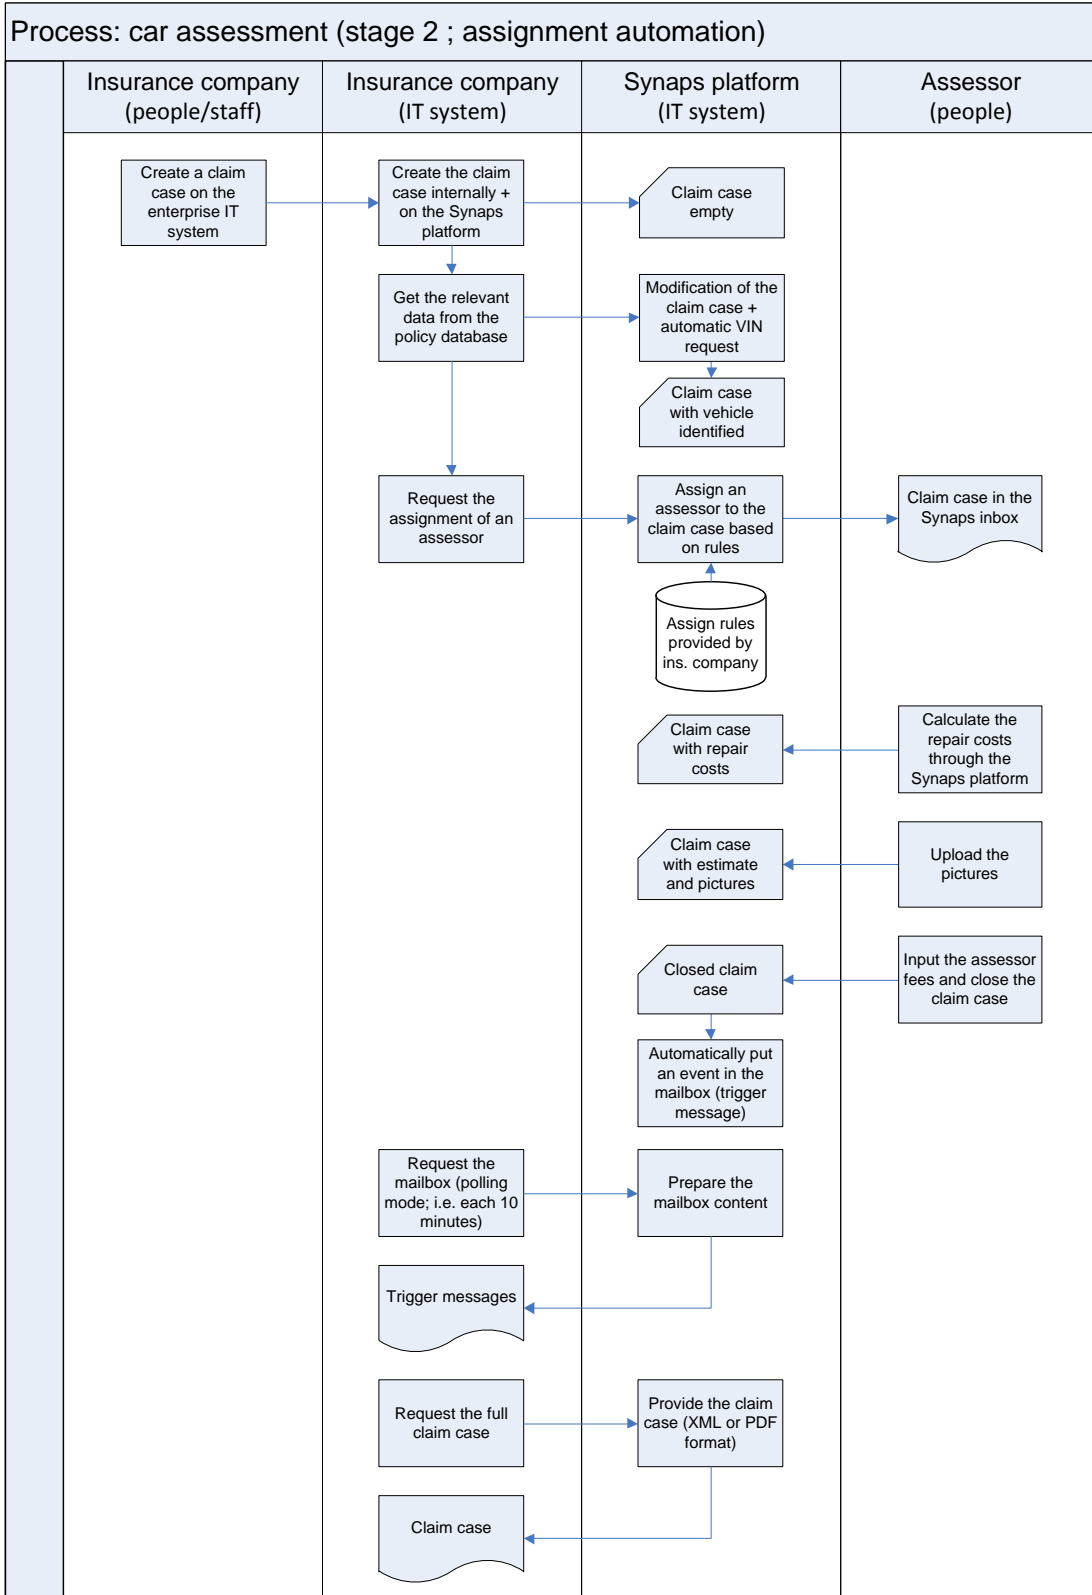 Process: car assessment (stage 2 ; assignment automation)
Insurance company
(people/staff)
Insurance company
(IT system)
Synaps platform
(IT system)
Assessor
(people)
Create a claim
case on the
enterprise IT
system
Create the claim
case internally +
on the Synaps
platform
Claim case
empty
Get the relevant
data from the
policy database
Modification of the
claim case +
automatic VIN
request
Claim case
with vehicle
identified
Request the
assignment of an
assessor
Assign an
assessor to the
claim case based
on rules
Claim case in the
Synaps inbox
Assign rules
provided by
ins. company
Claim case
with repair
costs
Calculate the
repair costs
through the
Synaps platform
Claim case
with estimate
and pictures
Upload the
pictures
Closed claim
case
Input the assessor
fees and close the
claim case
Automatically put
an event in the
mailbox (trigger
message)
Request the
mailbox (polling
mode; i.e. each 10
minutes)
Prepare the
mailbox content
Trigger messages
Request the full
claim case
Provide the claim
case (XML or PDF
format)
Claim case